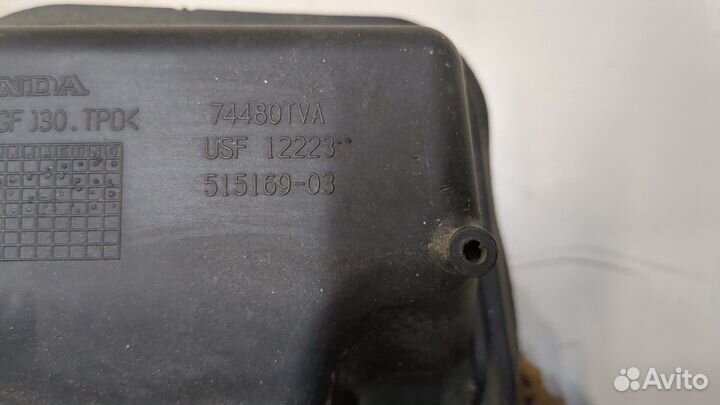 NDA
GF )30.TPO<
74480TVA
USF 12223
515169-03
Avito